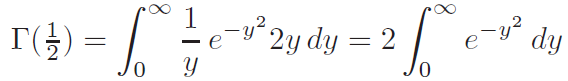 Γ(½) = ∫₀^∞ 1/y e^{-y²} 2y dy = 2 ∫₀^∞ e^{-y²} dy